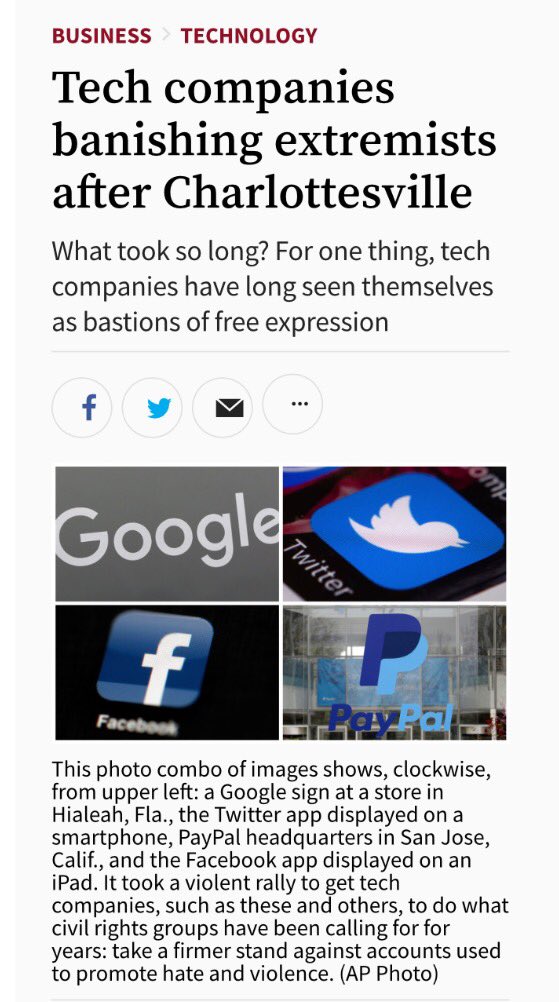 BUSINESS > TECHNOLOGY
Tech companies
banishing extremists
after Charlottesville
What took so long? For one thing, tech
companies have long seen themselves
as bastions of free expression
Google
omp
Twitter
Facebook
PayPal
This photo combo of images shows, clockwise,
from upper left: a Google sign at a store in
Hialeah, Fla., the Twitter app displayed on a
smartphone, PayPal headquarters in San Jose,
Calif., and the Facebook app displayed on an
iPad. It took a violent rally to get tech
companies, such as these and others, to do what
civil rights groups have been calling for for
years: take a firmer stand against accounts used
to promote hate and violence. (AP Photo)